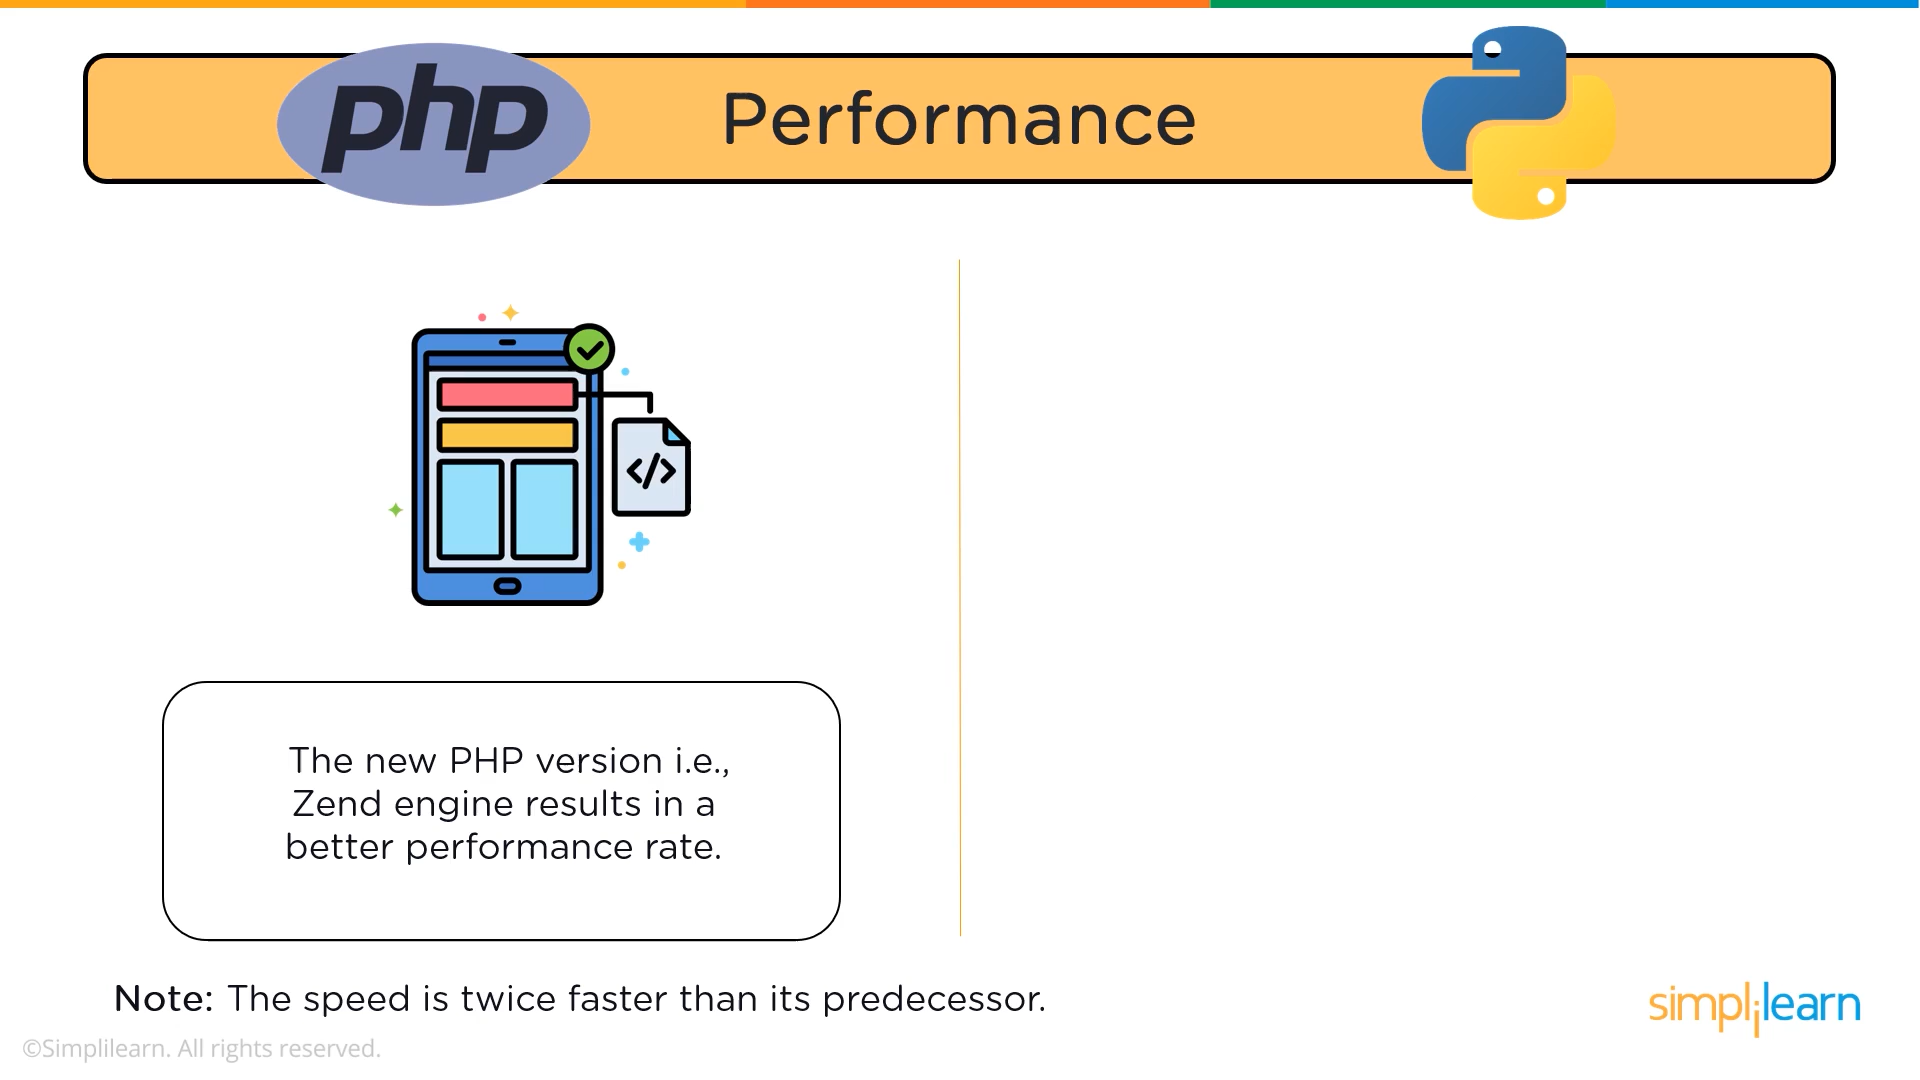 php
Performance
</>
The new PHP version i.e.,
Zend engine results in a
better performance rate.
Note: The speed is twice faster than its predecessor.
simplilearn
©Simplilearn. All rights reserved.